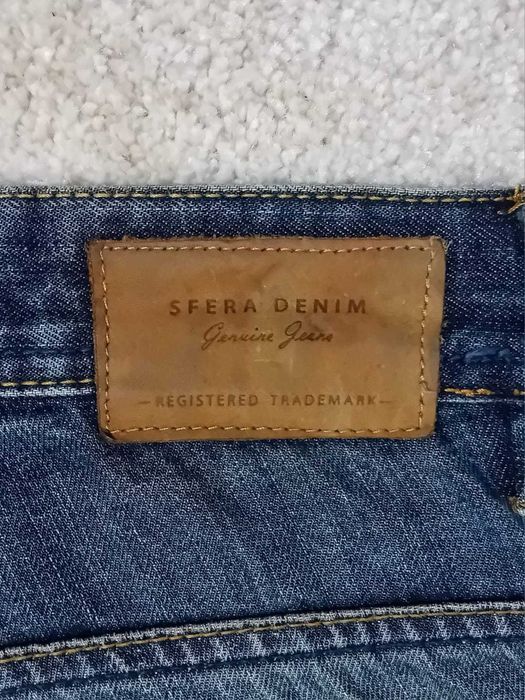 SFERA DENIM
Genuine Jeans
—REGISTERED TRADEMARK—